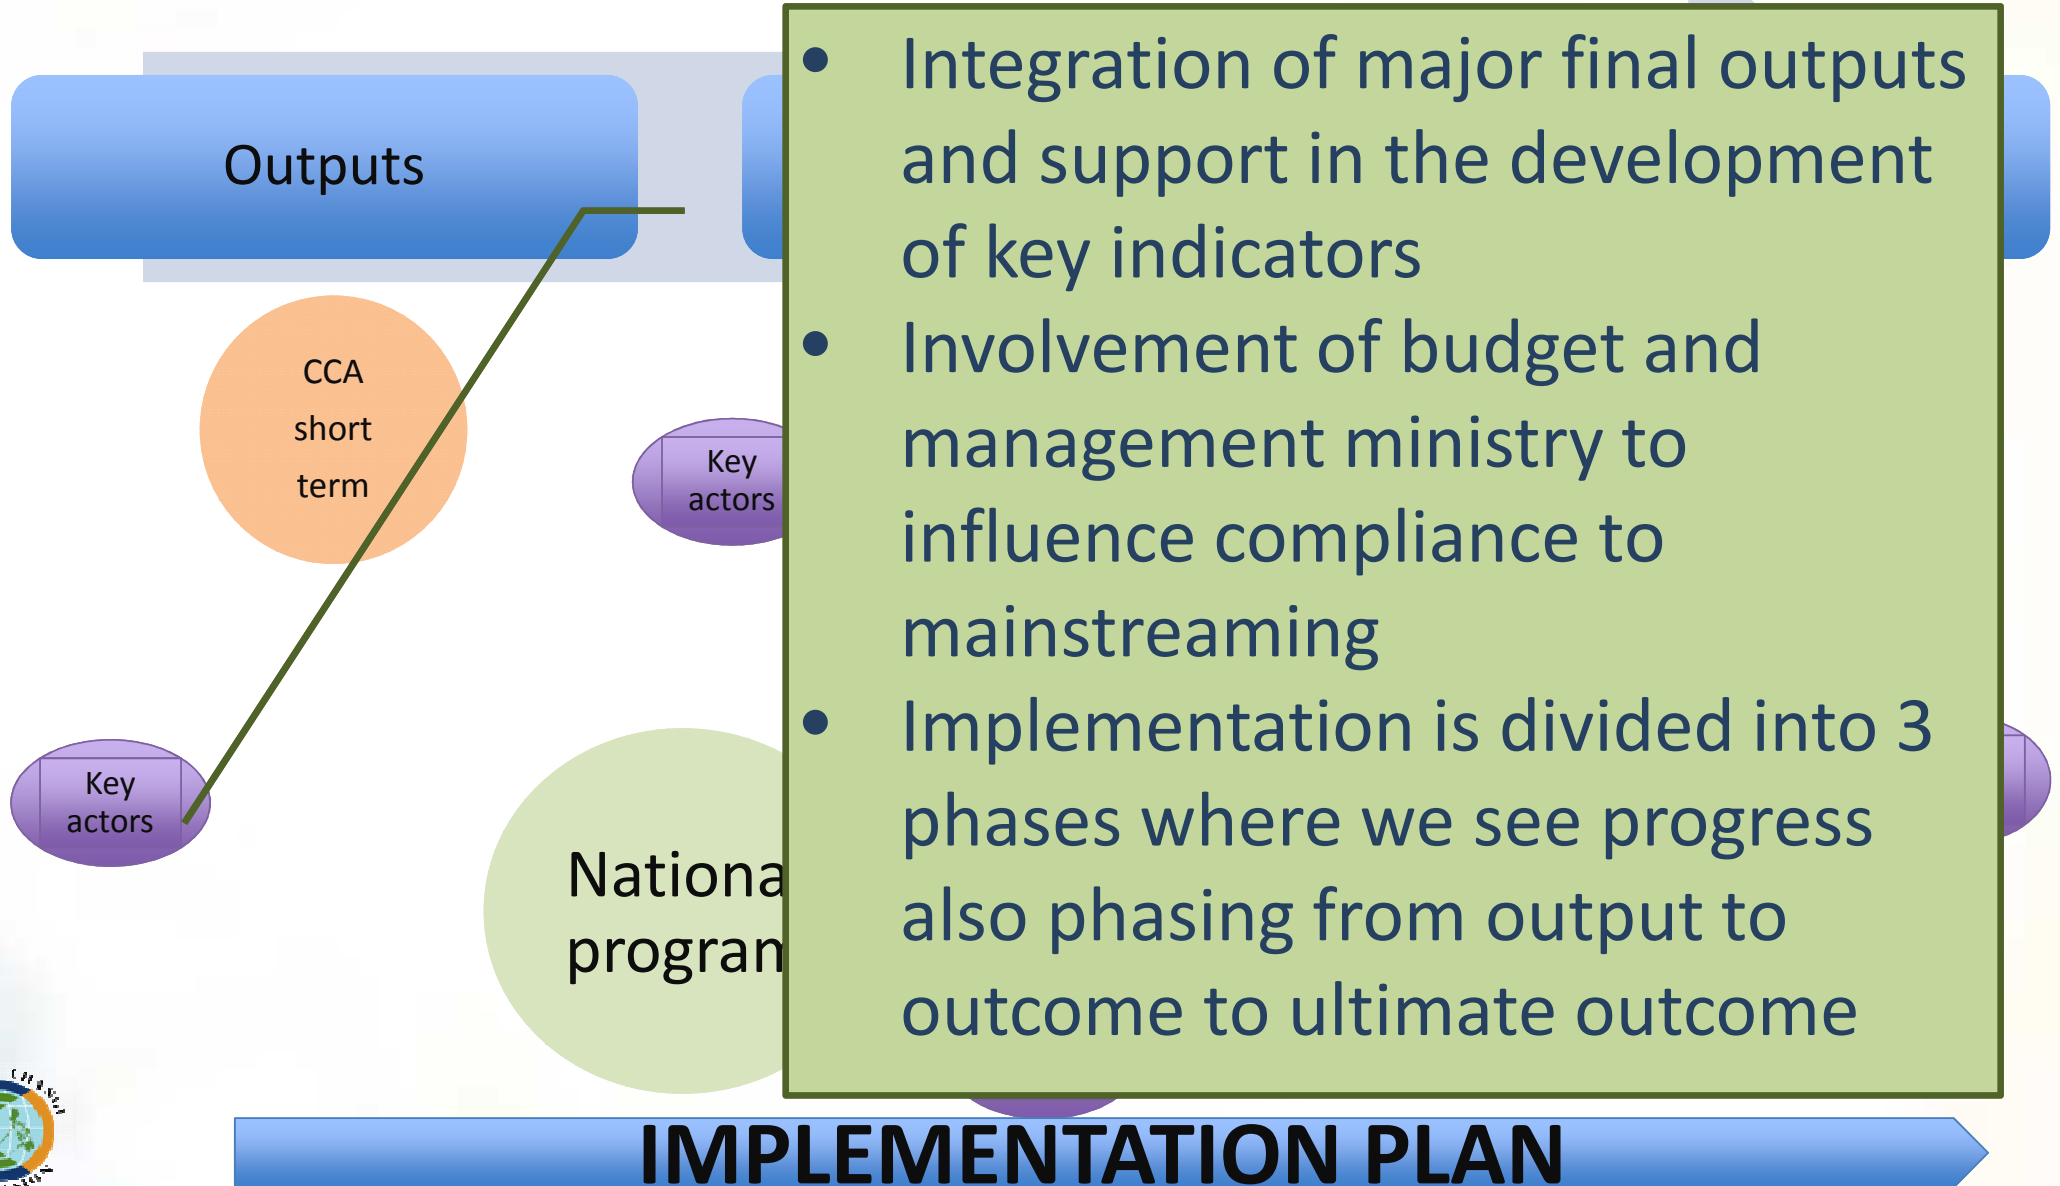 Outputs
CCA
short
term
Key
actors
Key
actors
Nationa
program
• Integration of major final outputs
and support in the development
of key indicators
• Involvement of budget and
management ministry to
influence compliance to
mainstreaming
• Implementation is divided into 3
phases where we see progress
also phasing from output to
outcome to ultimate outcome
IMPLEMENTATION PLAN